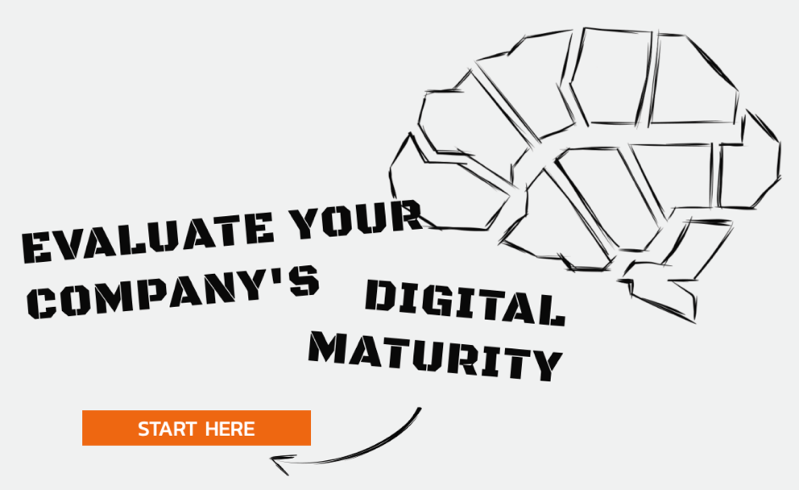 EVALUATE YOUR
COMPANY'S
DIGITAL
MATURITY
START HERE